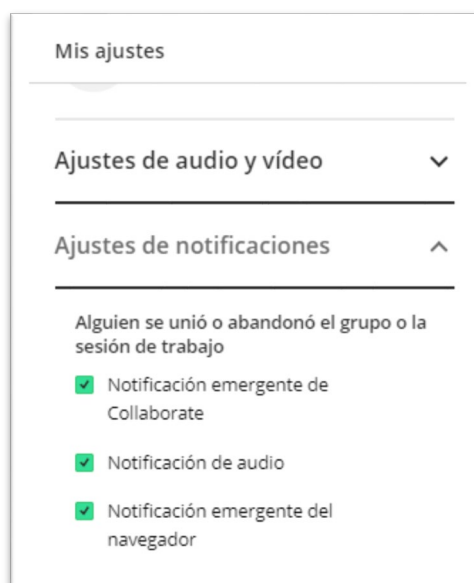 Mis ajustes
Ajustes de audio y vídeo
Ajustes de notificaciones
Alguien se unió o abandonó el grupo o la
sesión de trabajo
Notificación emergente de
Collaborate
Notificación de audio
Notificación emergente del
navegador